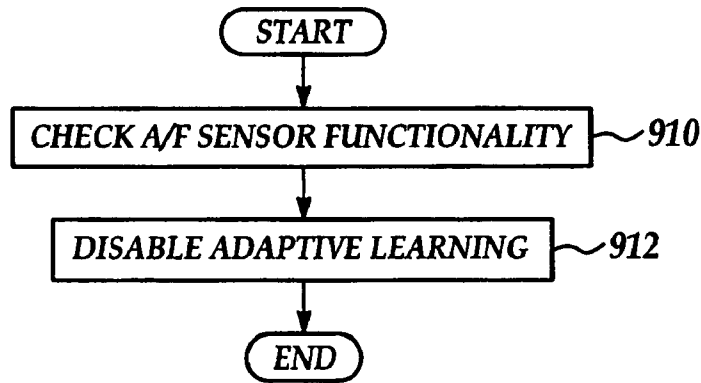 START
CHECK A/F SENSOR FUNCTIONALITY 910
DISABLE ADAPTIVE LEARNING 912
END